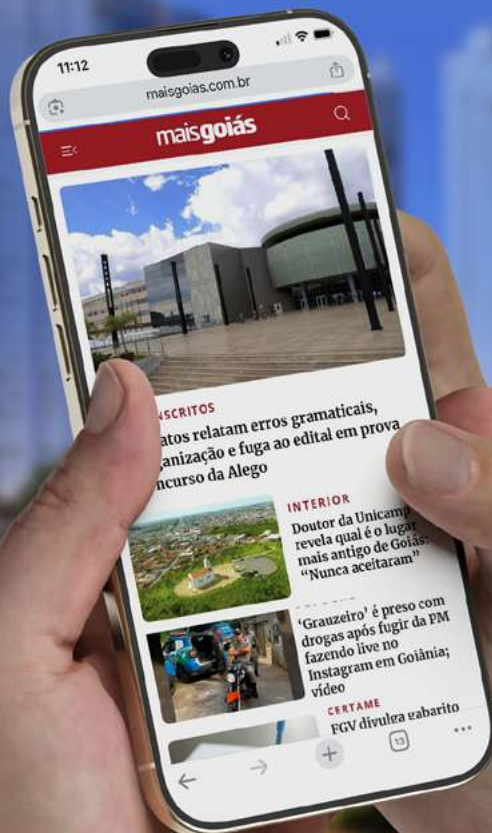 11:12
maisgoias.com.br
maisgoiás
NSCRITOS
atos relatam erros gramaticais,
ganização e fuga ao edital em prova
ncurso da Alego
INTERIOR
Doutor da Unicamp
revela qual é o lugar
mais antigo de Goiás:
“Nunca aceitaram”
‘Grauzeiro’ é preso com
drogas após fugir da PM
fazendo live no
Instagram em Goiânia;
vídeo
CERTAME
FGV divulga gabarito
13